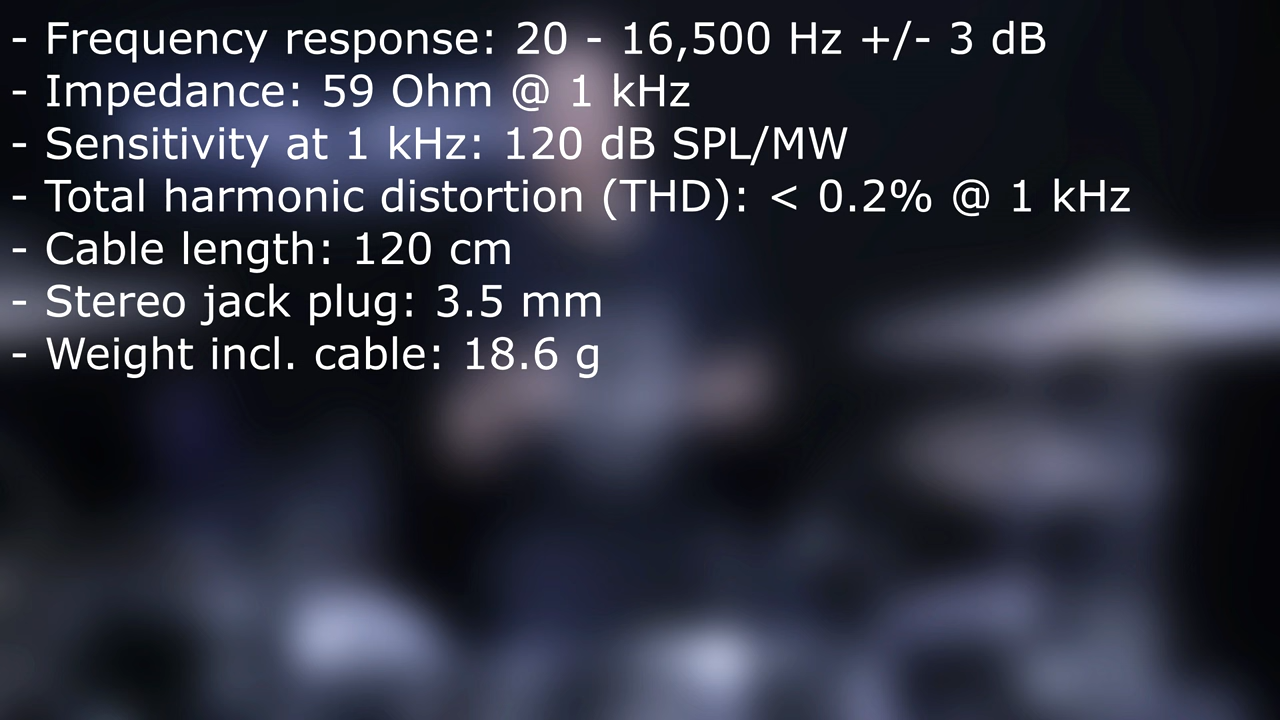 - Frequency response: 20 - 16,500 Hz +/- 3 dB
- Impedance: 59 Ohm @ 1 kHz
- Sensitivity at 1 kHz: 120 dB SPL/MW
- Total harmonic distortion (THD): < 0.2% @ 1 kHz
- Cable length: 120 cm
- Stereo jack plug: 3.5 mm
- Weight incl. cable: 18.6 g